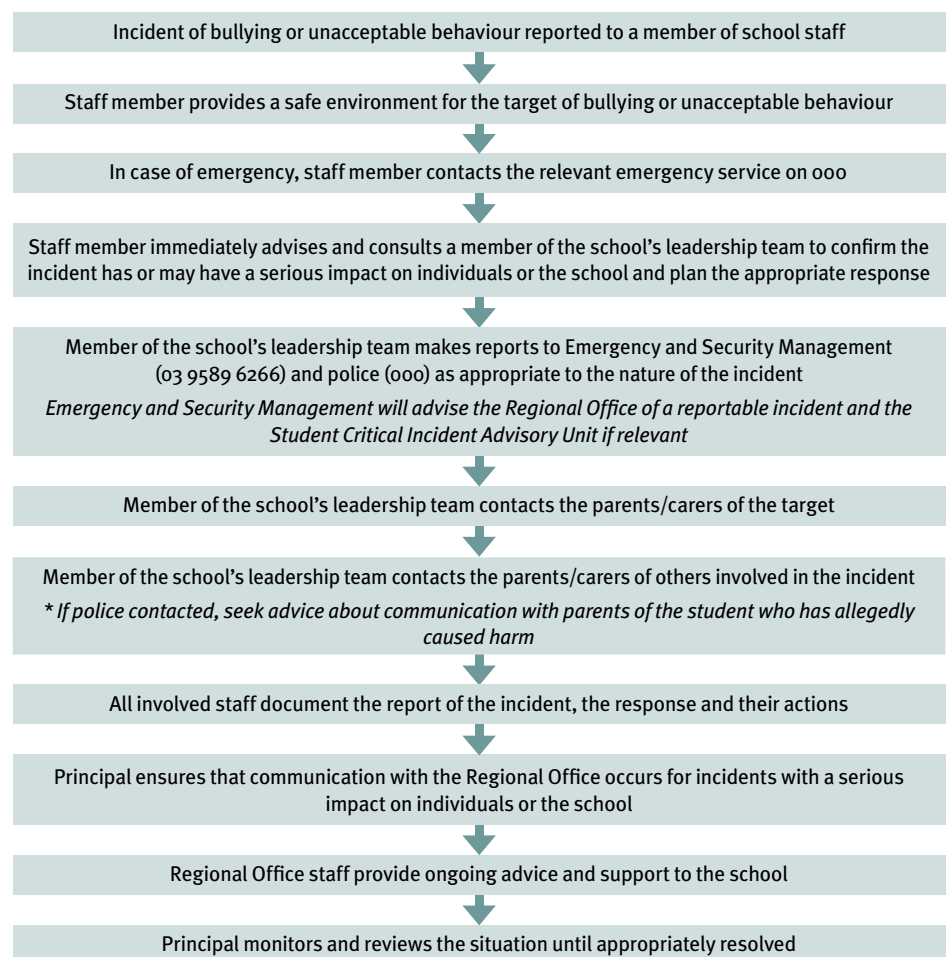 Incident of bullying or unacceptable behaviour reported to a member of school staff
Staff member provides a safe environment for the target of bullying or unacceptable behaviour
In case of emergency, staff member contacts the relevant emergency service on 000
Staff member immediately advises and consults a member of the school’s leadership team to confirm the
incident has or may have a serious impact on individuals or the school and plan the appropriate response
Member of the school’s leadership team makes reports to Emergency and Security Management
(03 9589 6266) and police (000) as appropriate to the nature of the incident
Emergency and Security Management will advise the Regional Office of a reportable incident and the
Student Critical Incident Advisory Unit if relevant
Member of the school’s leadership team contacts the parents/carers of the target
Member of the school’s leadership team contacts the parents/carers of others involved in the incident
* If police contacted, seek advice about communication with parents of the student who has allegedly
caused harm
All involved staff document the report of the incident, the response and their actions
Principal ensures that communication with the Regional Office occurs for incidents with a serious
impact on individuals or the school
Regional Office staff provide ongoing advice and support to the school
Principal monitors and reviews the situation until appropriately resolved